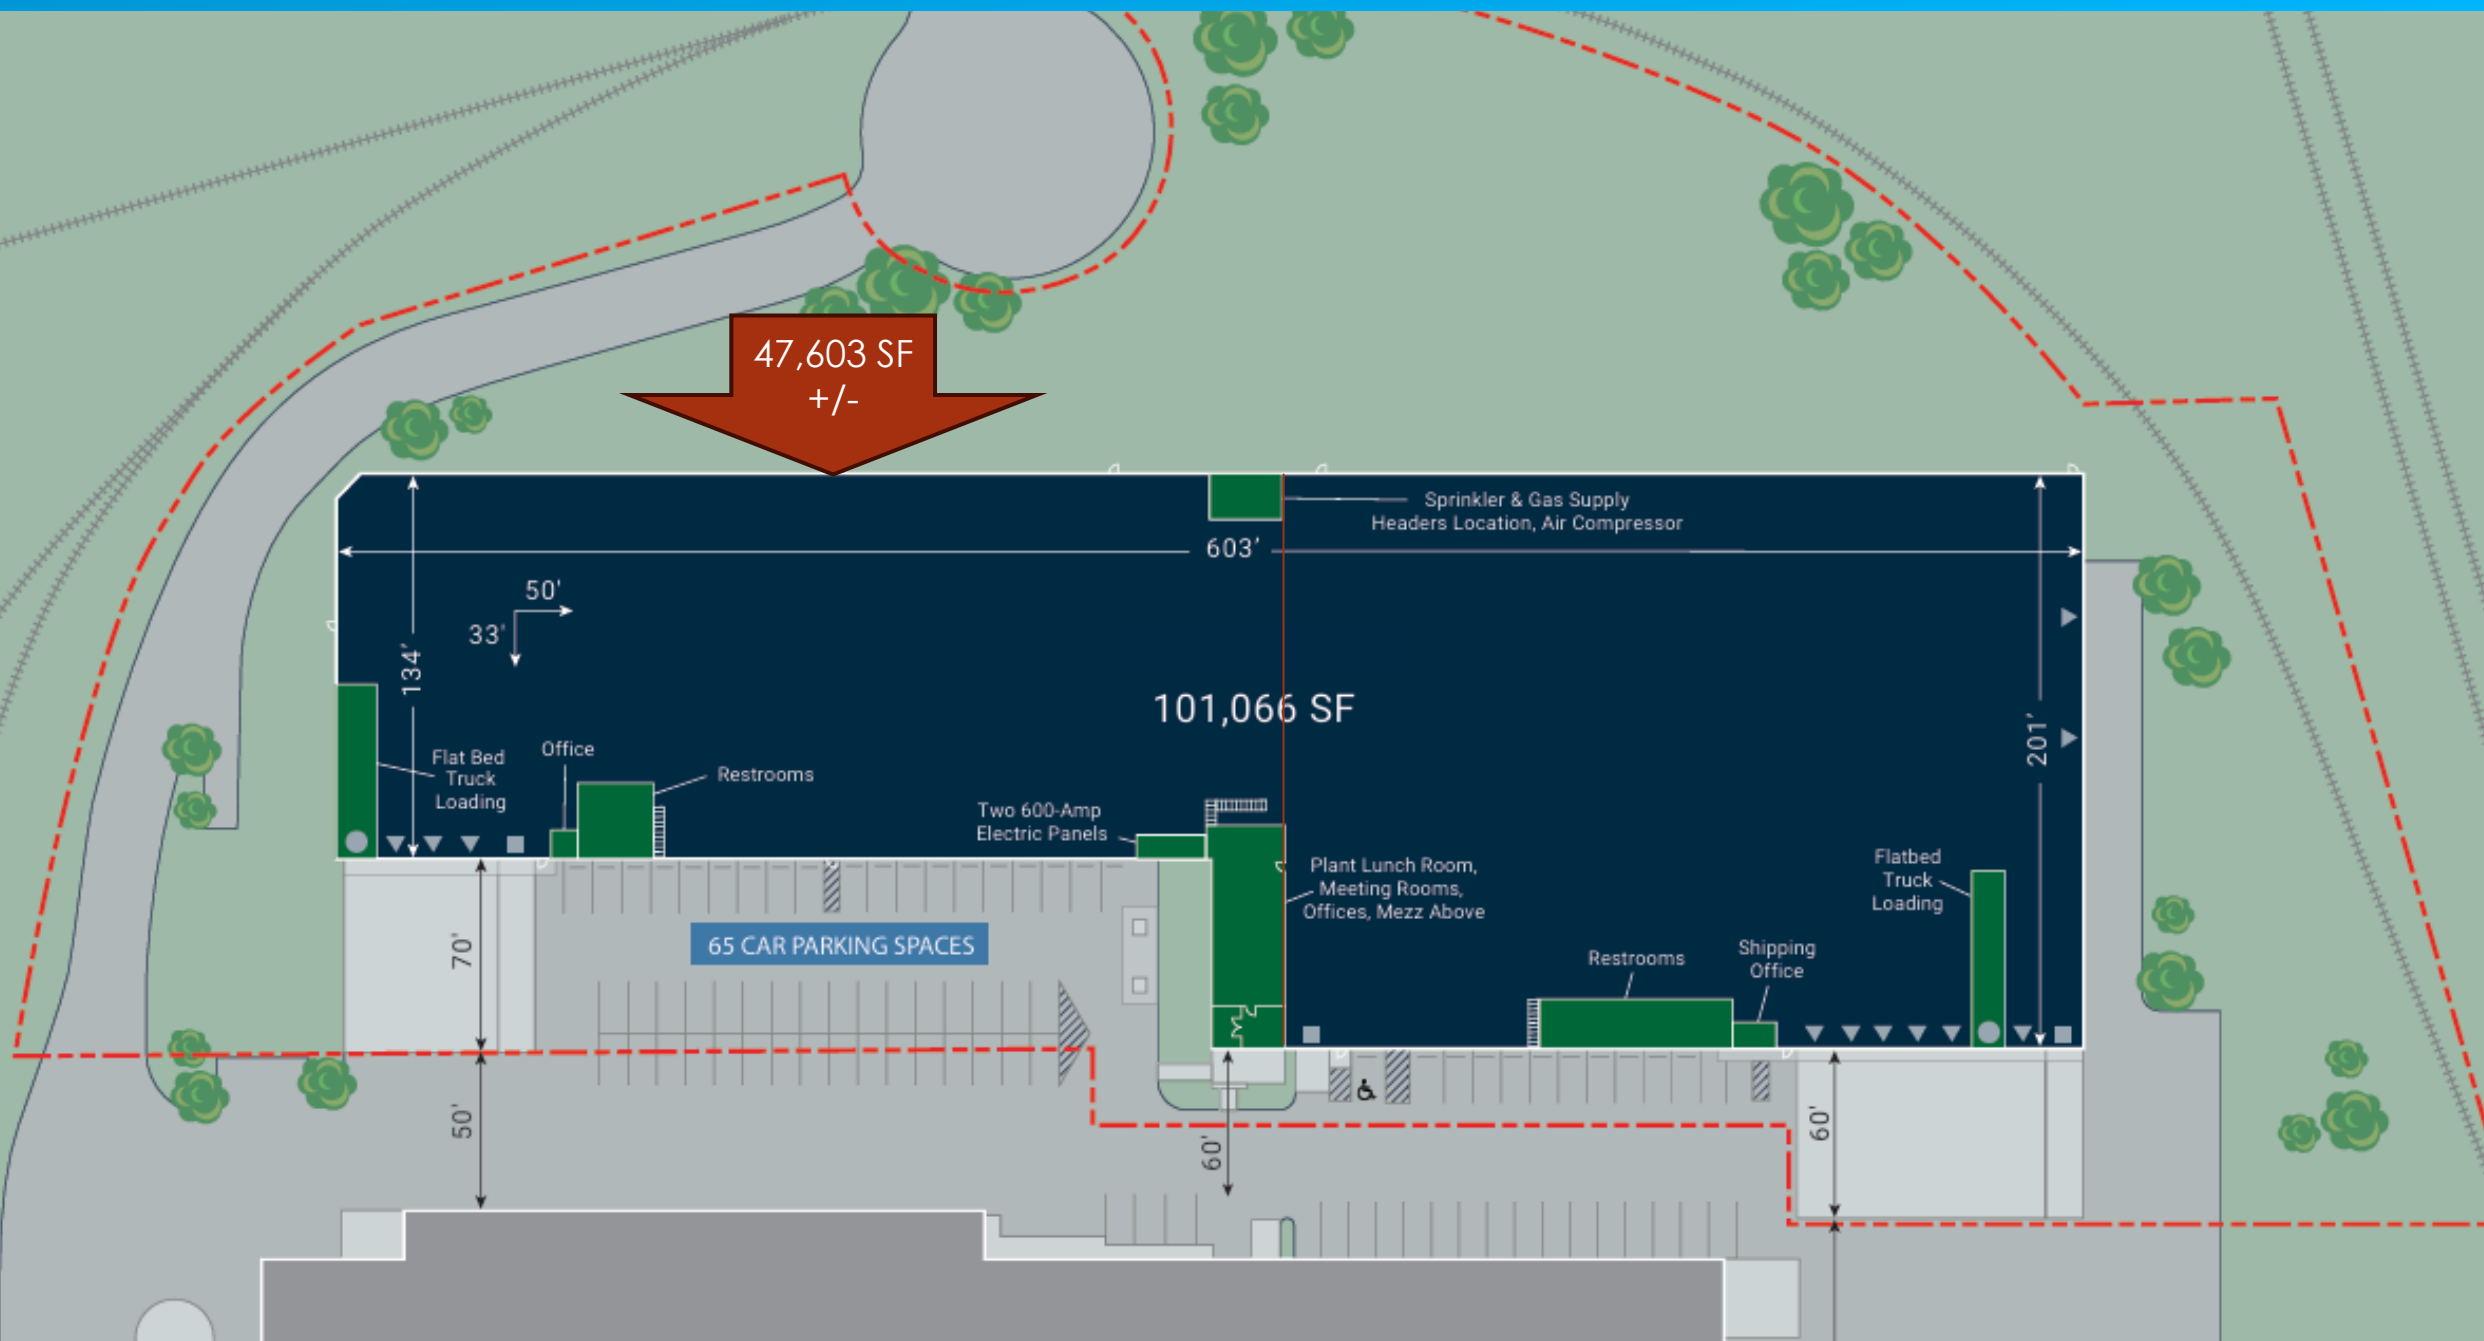 47,603 SF
+/-
Sprinkler & Gas Supply
Headers Location, Air Compressor
603'
50'
33'
134'
101,066 SF
201'
Flat Bed
Truck
Loading
Office
Restrooms
Two 600-Amp
Electric Panels
Plant Lunch Room,
Meeting Rooms,
Offices, Mezz Above
Flatbed
Truck
Loading
Restrooms
Shipping
Office
70'
65 CAR PARKING SPACES
50'
60'
60'